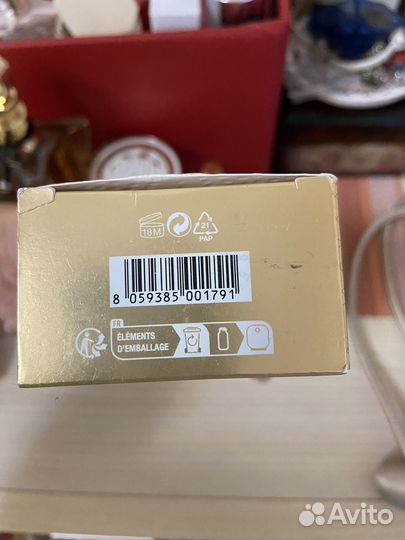 18M
21
PAP
8 059385 001791
FR
ÉLÉMENTS
D'EMBALLAGE
Avito